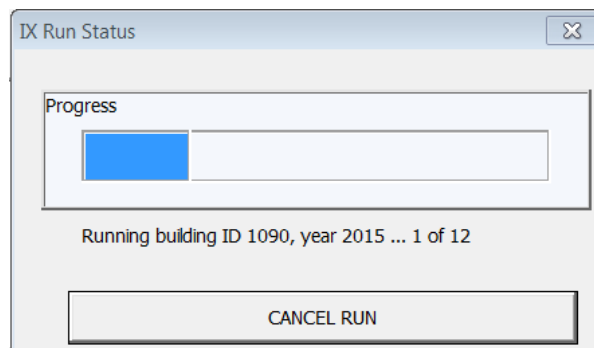 IX Run Status
Progress
Running building ID 1090, year 2015 ... 1 of 12
CANCEL RUN